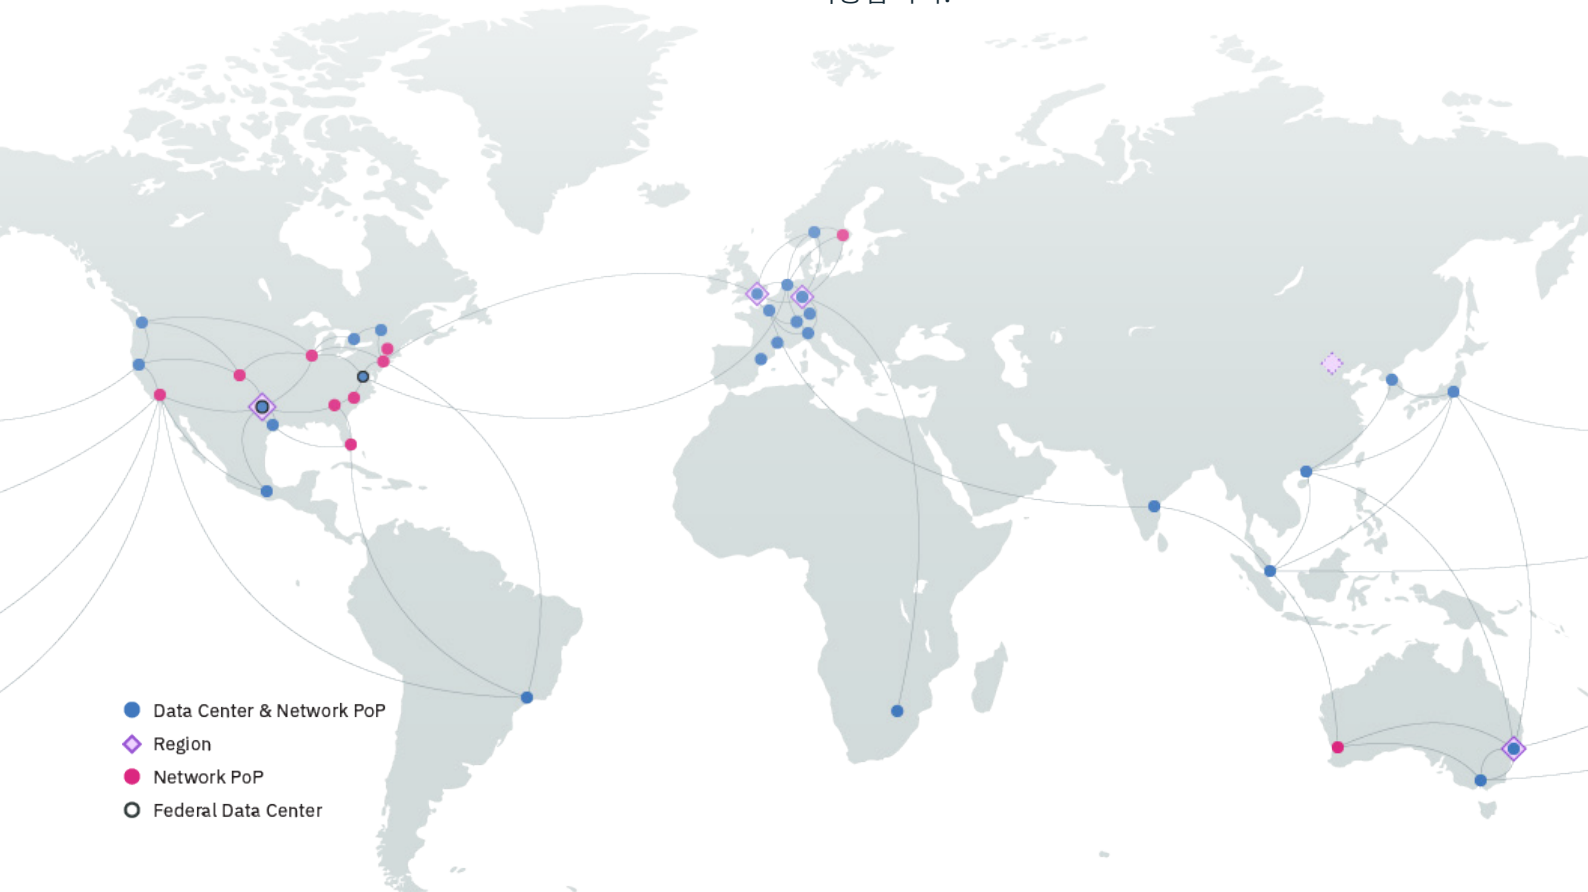 Data Center & Network PoP
Region
Network PoP
Federal Data Center